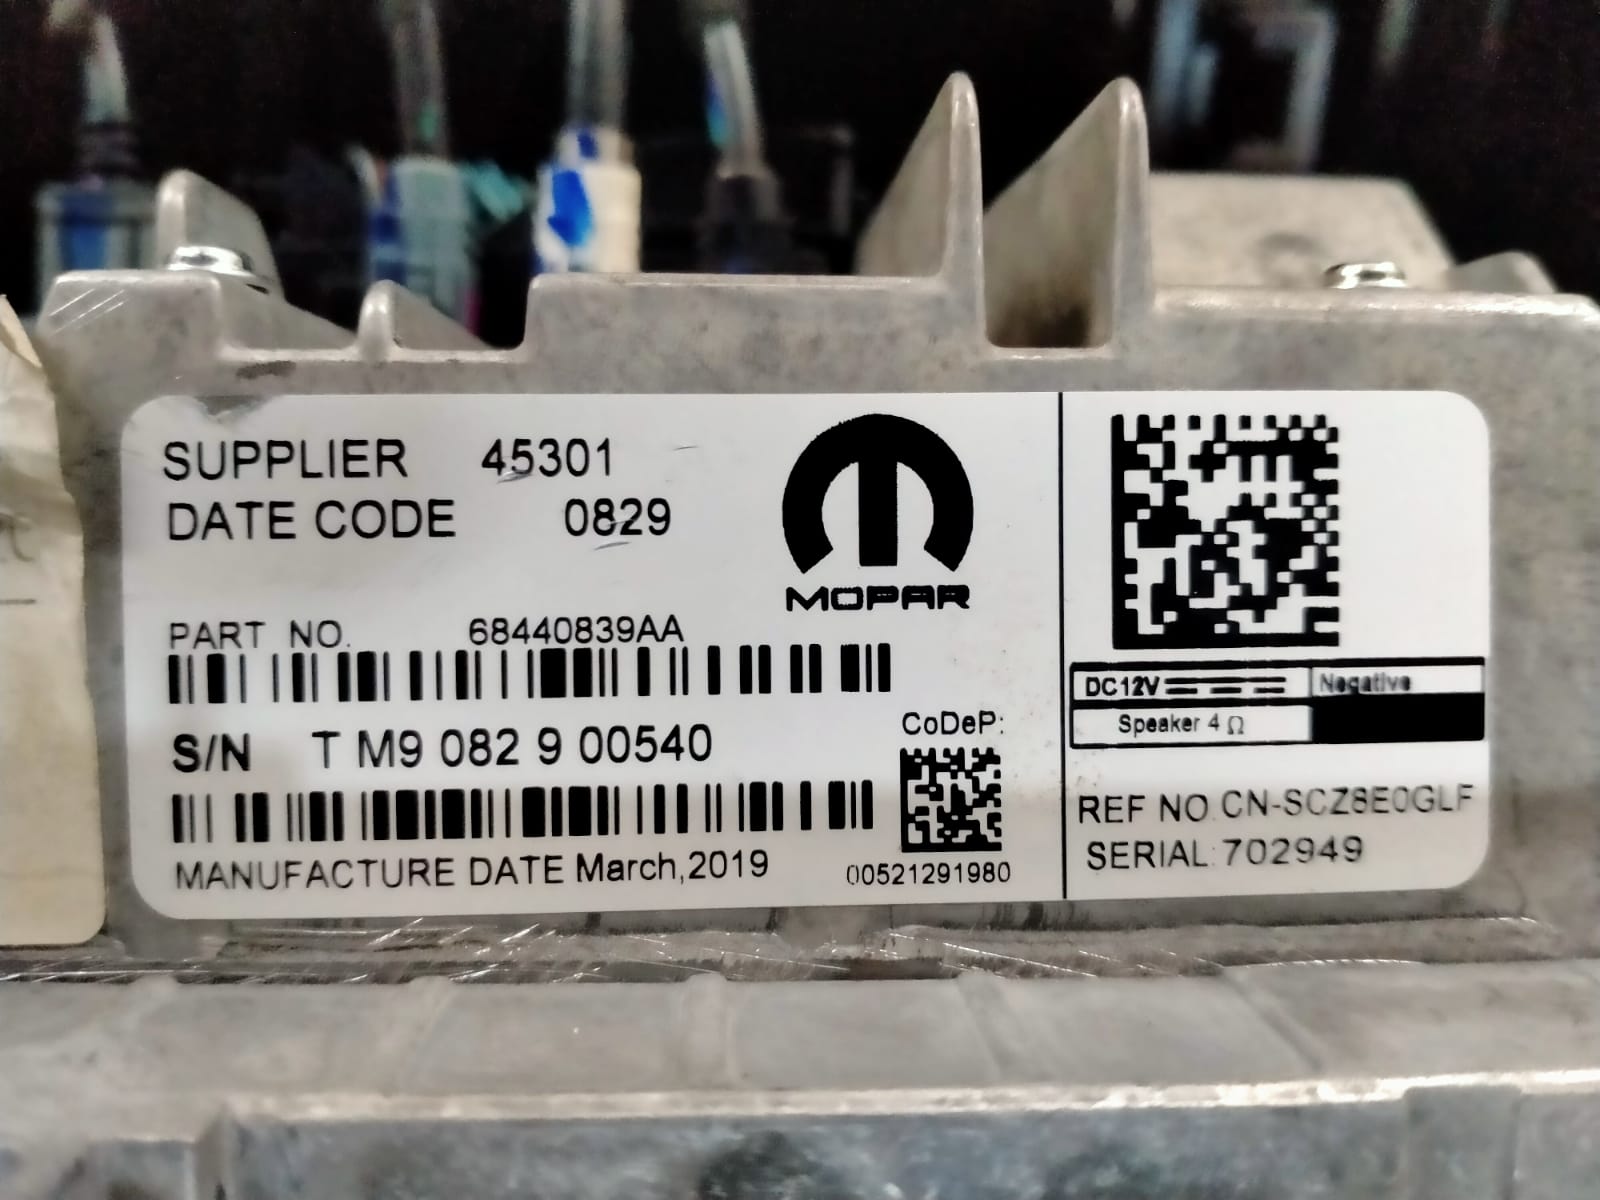 SUPPLIER 45301
DATE CODE 0829
MOPAR
PART NO. 68440839AA
S/N T M9 082 9 00540
CoDeP:
MANUFACTURE DATE March,2019
00521291980
DC12V
Negative
Speaker 4 Ω
REF NO.CN-SCZ8E0GLF
SERIAL:702949